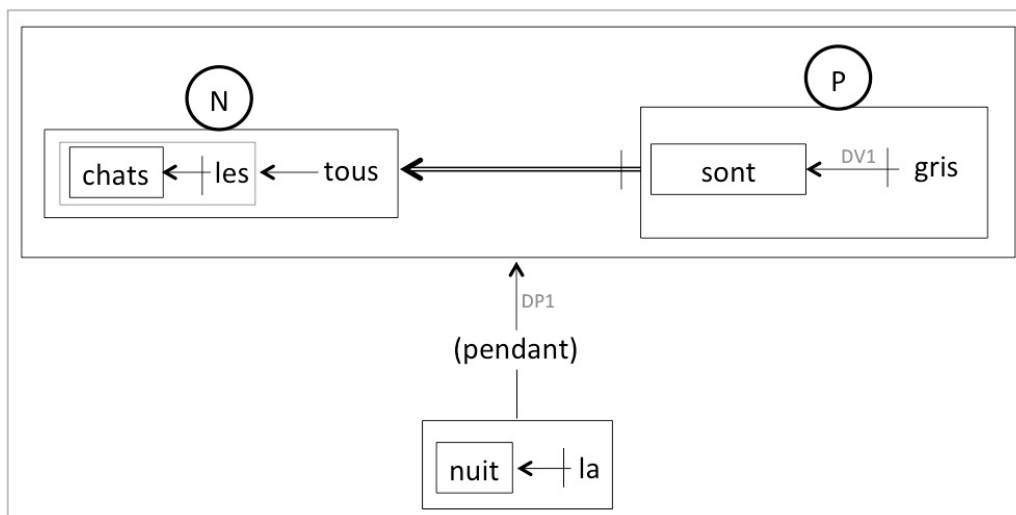 N
P
chats les tous
sont DV1 gris
DP1
(pendant)
nuit la